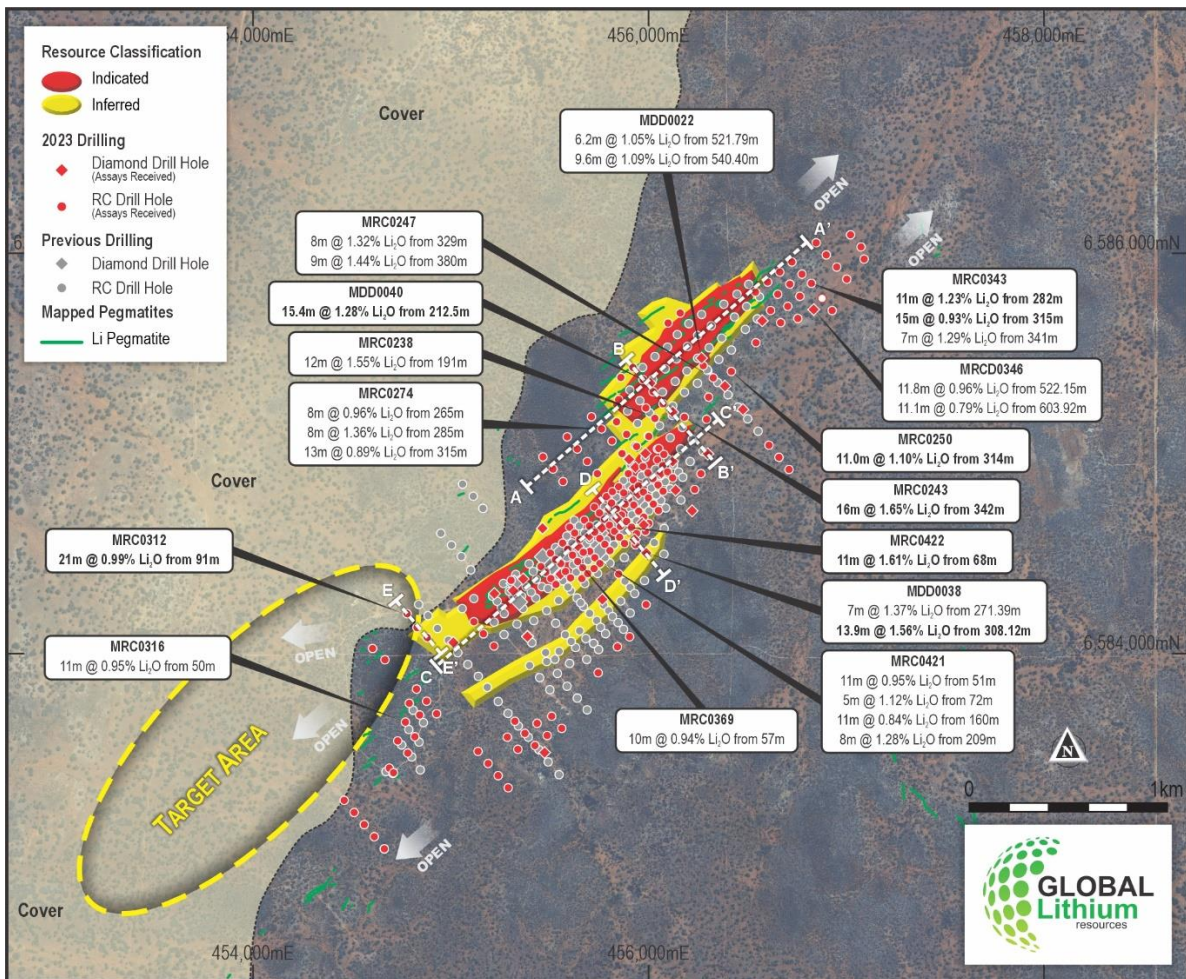 Resource Classification
Indicated
Inferred
2023 Drilling
Diamond Drill Hole
(Assays Received)
RC Drill Hole
(Assays Received)
Previous Drilling
Diamond Drill Hole
RC Drill Hole
Mapped Pegmatites
Li Pegmatite
456,000mE
458,000mE
Cover
MDD0022
6.2m @ 1.05% Li₂O from 521.79m
9.6m @ 1.09% Li₂O from 540.40m
OPEN
OPEN
MRC0247
8m @ 1.32% Li₂O from 329m
9m @ 1.44% Li₂O from 380m
A'
6,586,000mN
MDD0040
15.4m @ 1.28% Li₂O from 212.5m
MRC0343
11m @ 1.23% Li₂O from 282m
15m @ 0.93% Li₂O from 315m
7m @ 1.29% Li₂O from 341m
MRC0238
12m @ 1.55% Li₂O from 191m
B
MRCD0346
11.8m @ 0.96% Li₂O from 522.15m
11.1m @ 0.79% Li₂O from 603.92m
MRC0274
8m @ 0.96% Li₂O from 265m
8m @ 1.36% Li₂O from 285m
13m @ 0.89% Li₂O from 315m
C'
MRC0250
11.0m @ 1.10% Li₂O from 314m
B'
Cover
A
D
MRC0243
16m @ 1.65% Li₂O from 342m
MRC0312
21m @ 0.99% Li₂O from 91m
MRC0422
11m @ 1.61% Li₂O from 68m
D'
E
MDD0038
7m @ 1.37% Li₂O from 271.39m
13.9m @ 1.56% Li₂O from 308.12m
OPEN
MRC0316
11m @ 0.95% Li₂O from 50m
C
E'
6,584,000mN
MRC0421
11m @ 0.95% Li₂O from 51m
5m @ 1.12% Li₂O from 72m
11m @ 0.84% Li₂O from 160m
8m @ 1.28% Li₂O from 209m
OPEN
MRC0369
10m @ 0.94% Li₂O from 57m
N
TARGET AREA
0
1km
OPEN
GLOBAL
Lithium
resources
Cover
454,000mE
456,000mE